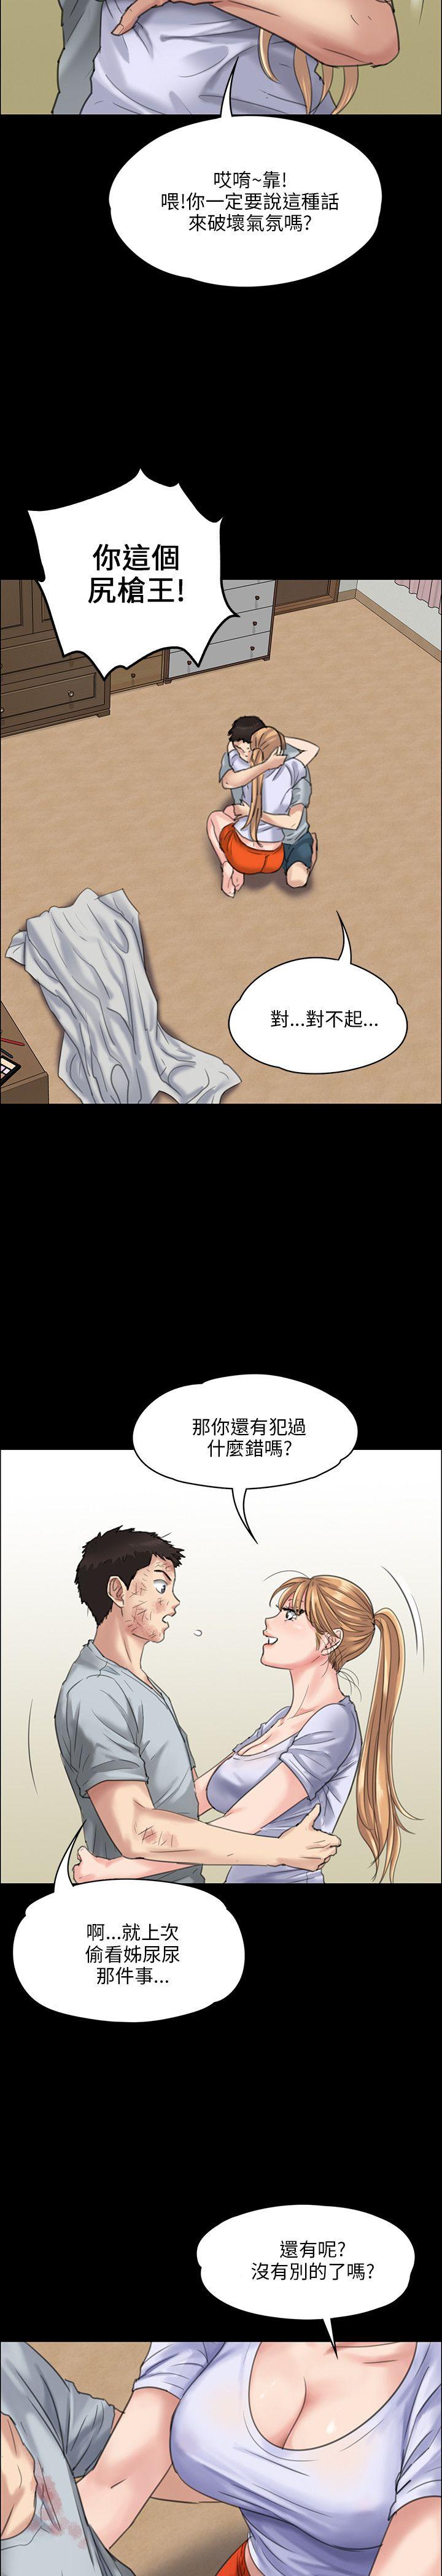 哎唷~靠!
喂!你一定要說這種話
來破壞氣氛嗎?
你這個
尻槍王!
對...對不起...
那你還有犯過
什麼錯嗎?
啊...就上次
偷看姊尿尿
那件事...
還有呢?
沒有別的了嗎?